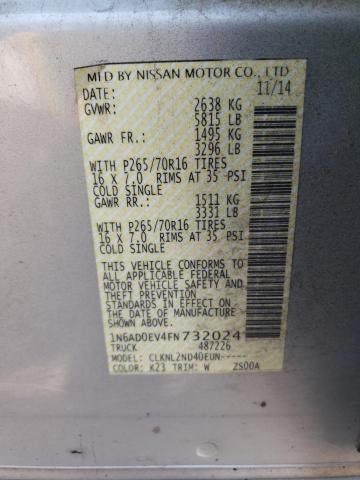 MFD BY NISSAN MOTOR CO., LTD
DATE: 11/14
GVWR: 2638 KG
5815 LB
GAWR FR.: 1495 KG
3296 LB
WITH P265/70R16 TIRES
16 X 7.0 RIMS AT 35 PSI
COLD SINGLE
GAWR RR.: 1511 KG
3331 LB
WITH P265/70R16 TIRES
16 X 7.0 RIMS AT 35 PSI
COLD SINGLE
THIS VEHICLE CONFORMS TO
ALL APPLICABLE FEDERAL
MOTOR VEHICLE SAFETY
STANDARDS IN EFFECT ON
THE DATE OF MANUFACTURE
SHOWN ABOVE.
1N6AD0EV4FN732024
TRUCK 487226
MODEL: CLKNL2ND40EUN-----
COLOR: K23 TRIM: W ZS00A